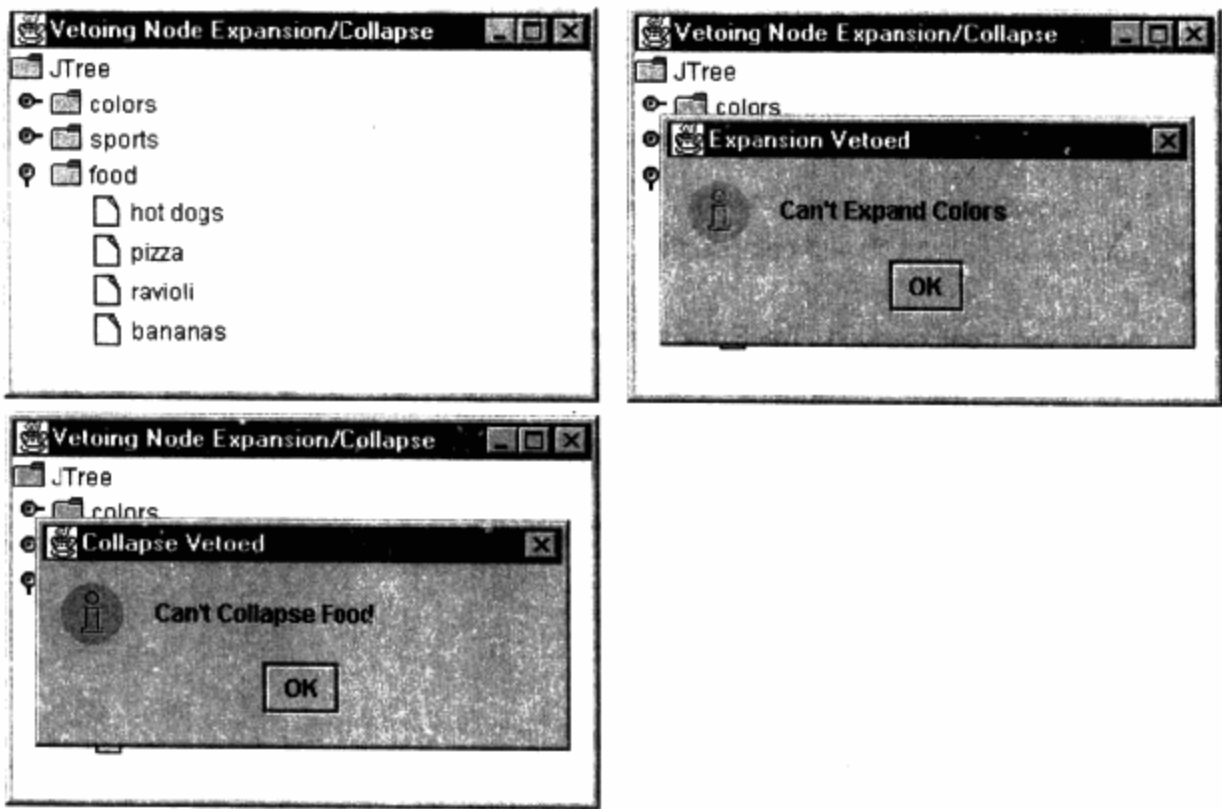 Vetoing Node Expansion/Collapse
JTree
colors
sports
food
hot dogs
pizza
ravioli
bananas
Vetoing Node Expansion/Collapse
JTree
colors
Expansion Vetoed
Can't Expand Colors
OK
Vetoing Node Expansion/Collapse
JTree
colors
Collapse Vetoed
Can't Collapse Food
OK